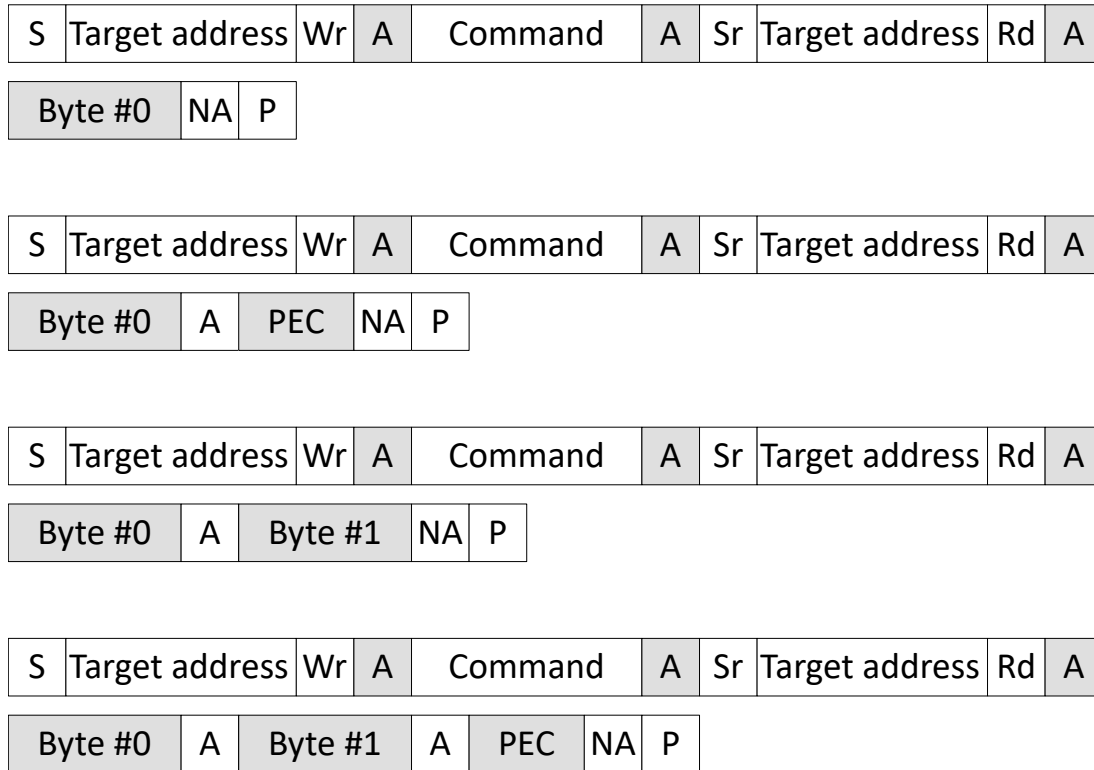 S Target address Wr A Command A Sr Target address Rd A
Byte #0 NA P
S Target address Wr A Command A Sr Target address Rd A
Byte #0 A PEC NA P
S Target address Wr A Command A Sr Target address Rd A
Byte #0 A Byte #1 NA P
S Target address Wr A Command A Sr Target address Rd A
Byte #0 A Byte #1 A PEC NA P